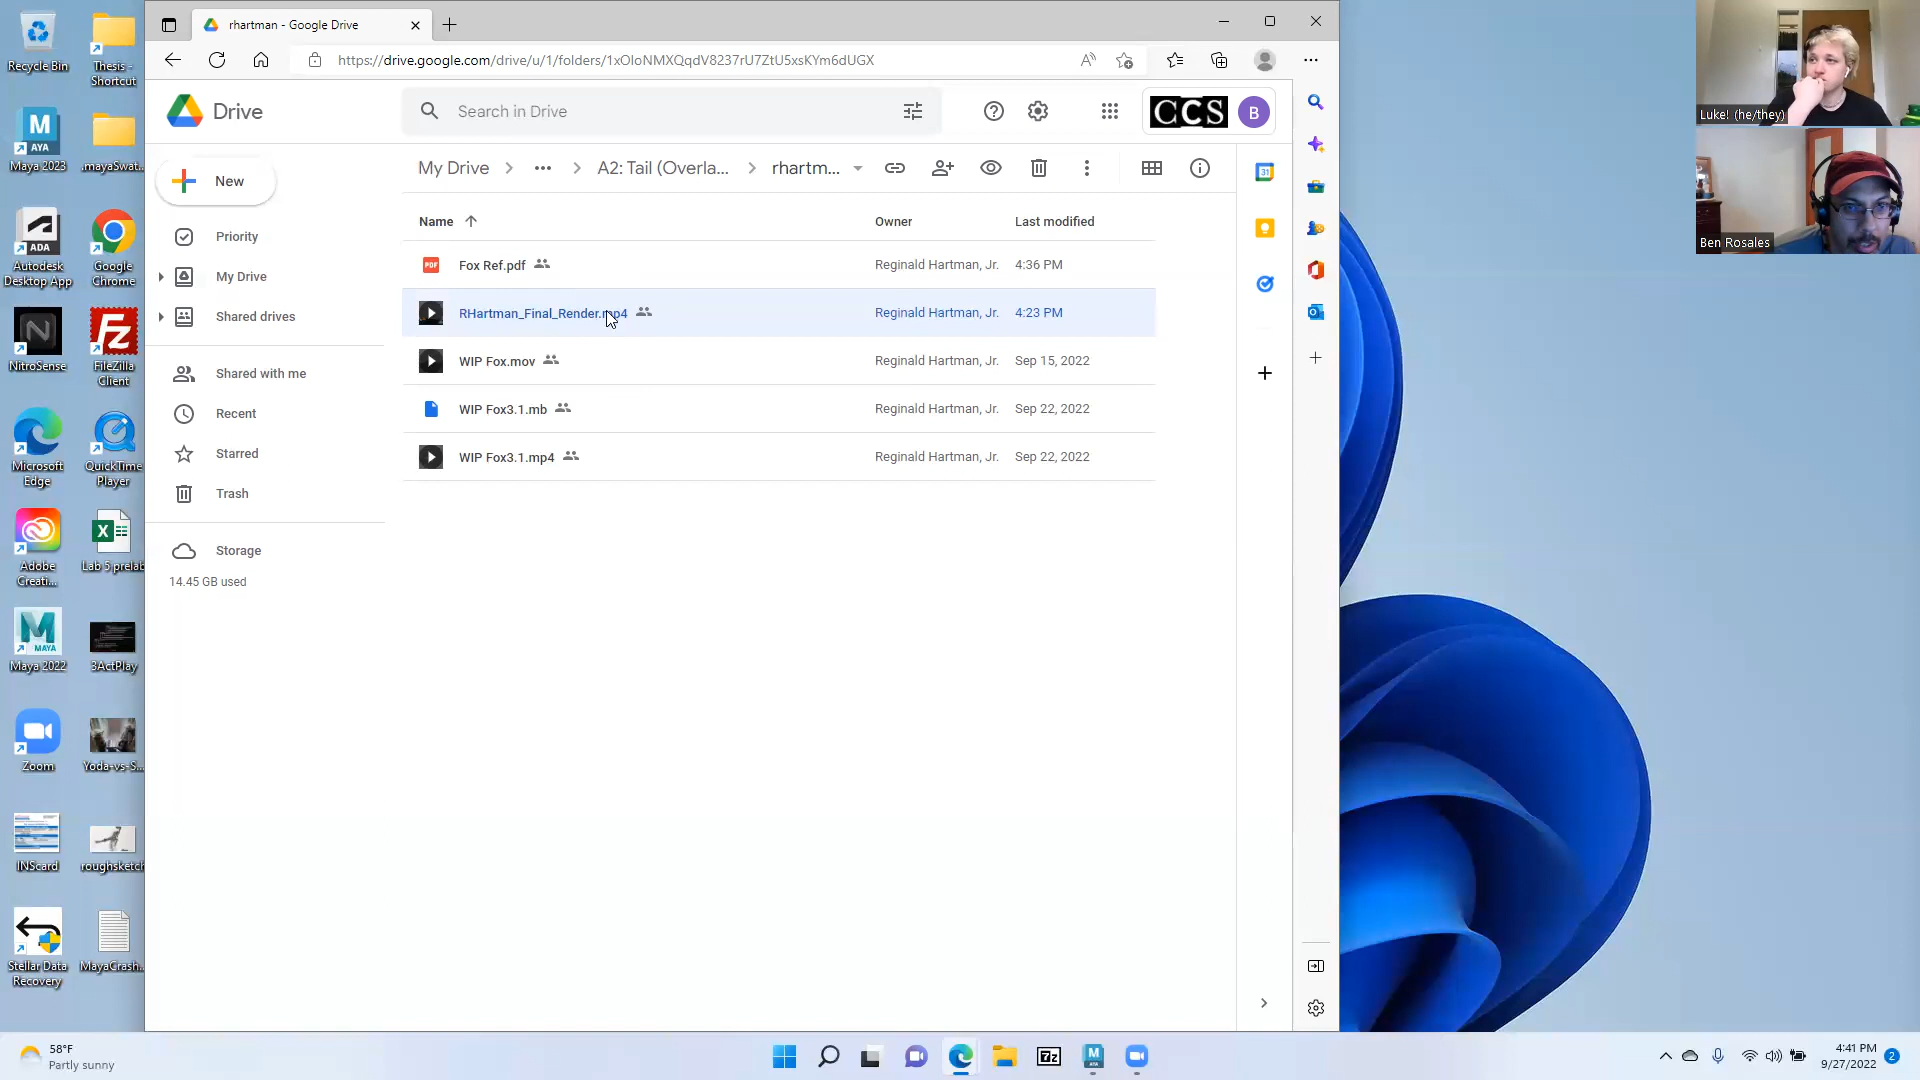 rhartman - Google Drive
https://drive.google.com/drive/u/1/folders/1xOIoNMXQqdV8237rU7ZtU5xsKYm6dUGX
Drive
Search in Drive
CCS
B
New
My Drive
A2: Tail (Overla...
rhartm...
Name
Owner
Last modified
Fox Ref.pdf
Reginald Hartman, Jr.
4:36 PM
RHartman_Final_Render.mp4
Reginald Hartman, Jr.
4:23 PM
WIP Fox.mov
Reginald Hartman, Jr.
Sep 15, 2022
WIP Fox3.1.mb
Reginald Hartman, Jr.
Sep 22, 2022
WIP Fox3.1.mp4
Reginald Hartman, Jr.
Sep 22, 2022
Priority
My Drive
Shared drives
Shared with me
Recent
Starred
Trash
Storage
14.45 GB used
Recycle Bin
Thesis -
Shortcut
Maya 2023
.mayaSwat...
Autodesk
Desktop App
Google
Chrome
NitroSense
FileZilla
Client
Microsoft
Edge
QuickTime
Player
Adobe
Creati...
Lab 5 prelab
Maya 2022
3ActPlay
Zoom
Yoda-vs-S...
INScard
roughsketch
Stellar Data
Recovery
MayaCrash...
Luke! (he/they)
Ben Rosales
58°F
Partly sunny
4:41 PM
9/27/2022
2